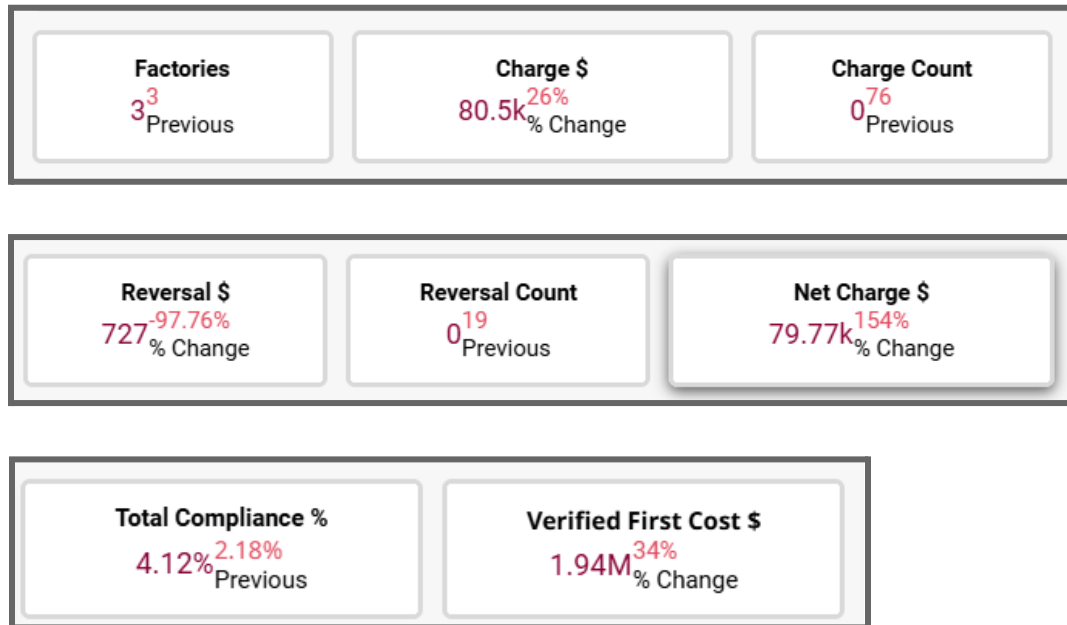 Factories
3 3
Previous
Charge $
80.5k 26%
% Change
Charge Count
0 76
Previous
Reversal $
727 -97.76%
% Change
Reversal Count
0 19
Previous
Net Charge $
79.77k 154%
% Change
Total Compliance %
4.12% 2.18%
Previous
Verified First Cost $
1.94M 34%
% Change